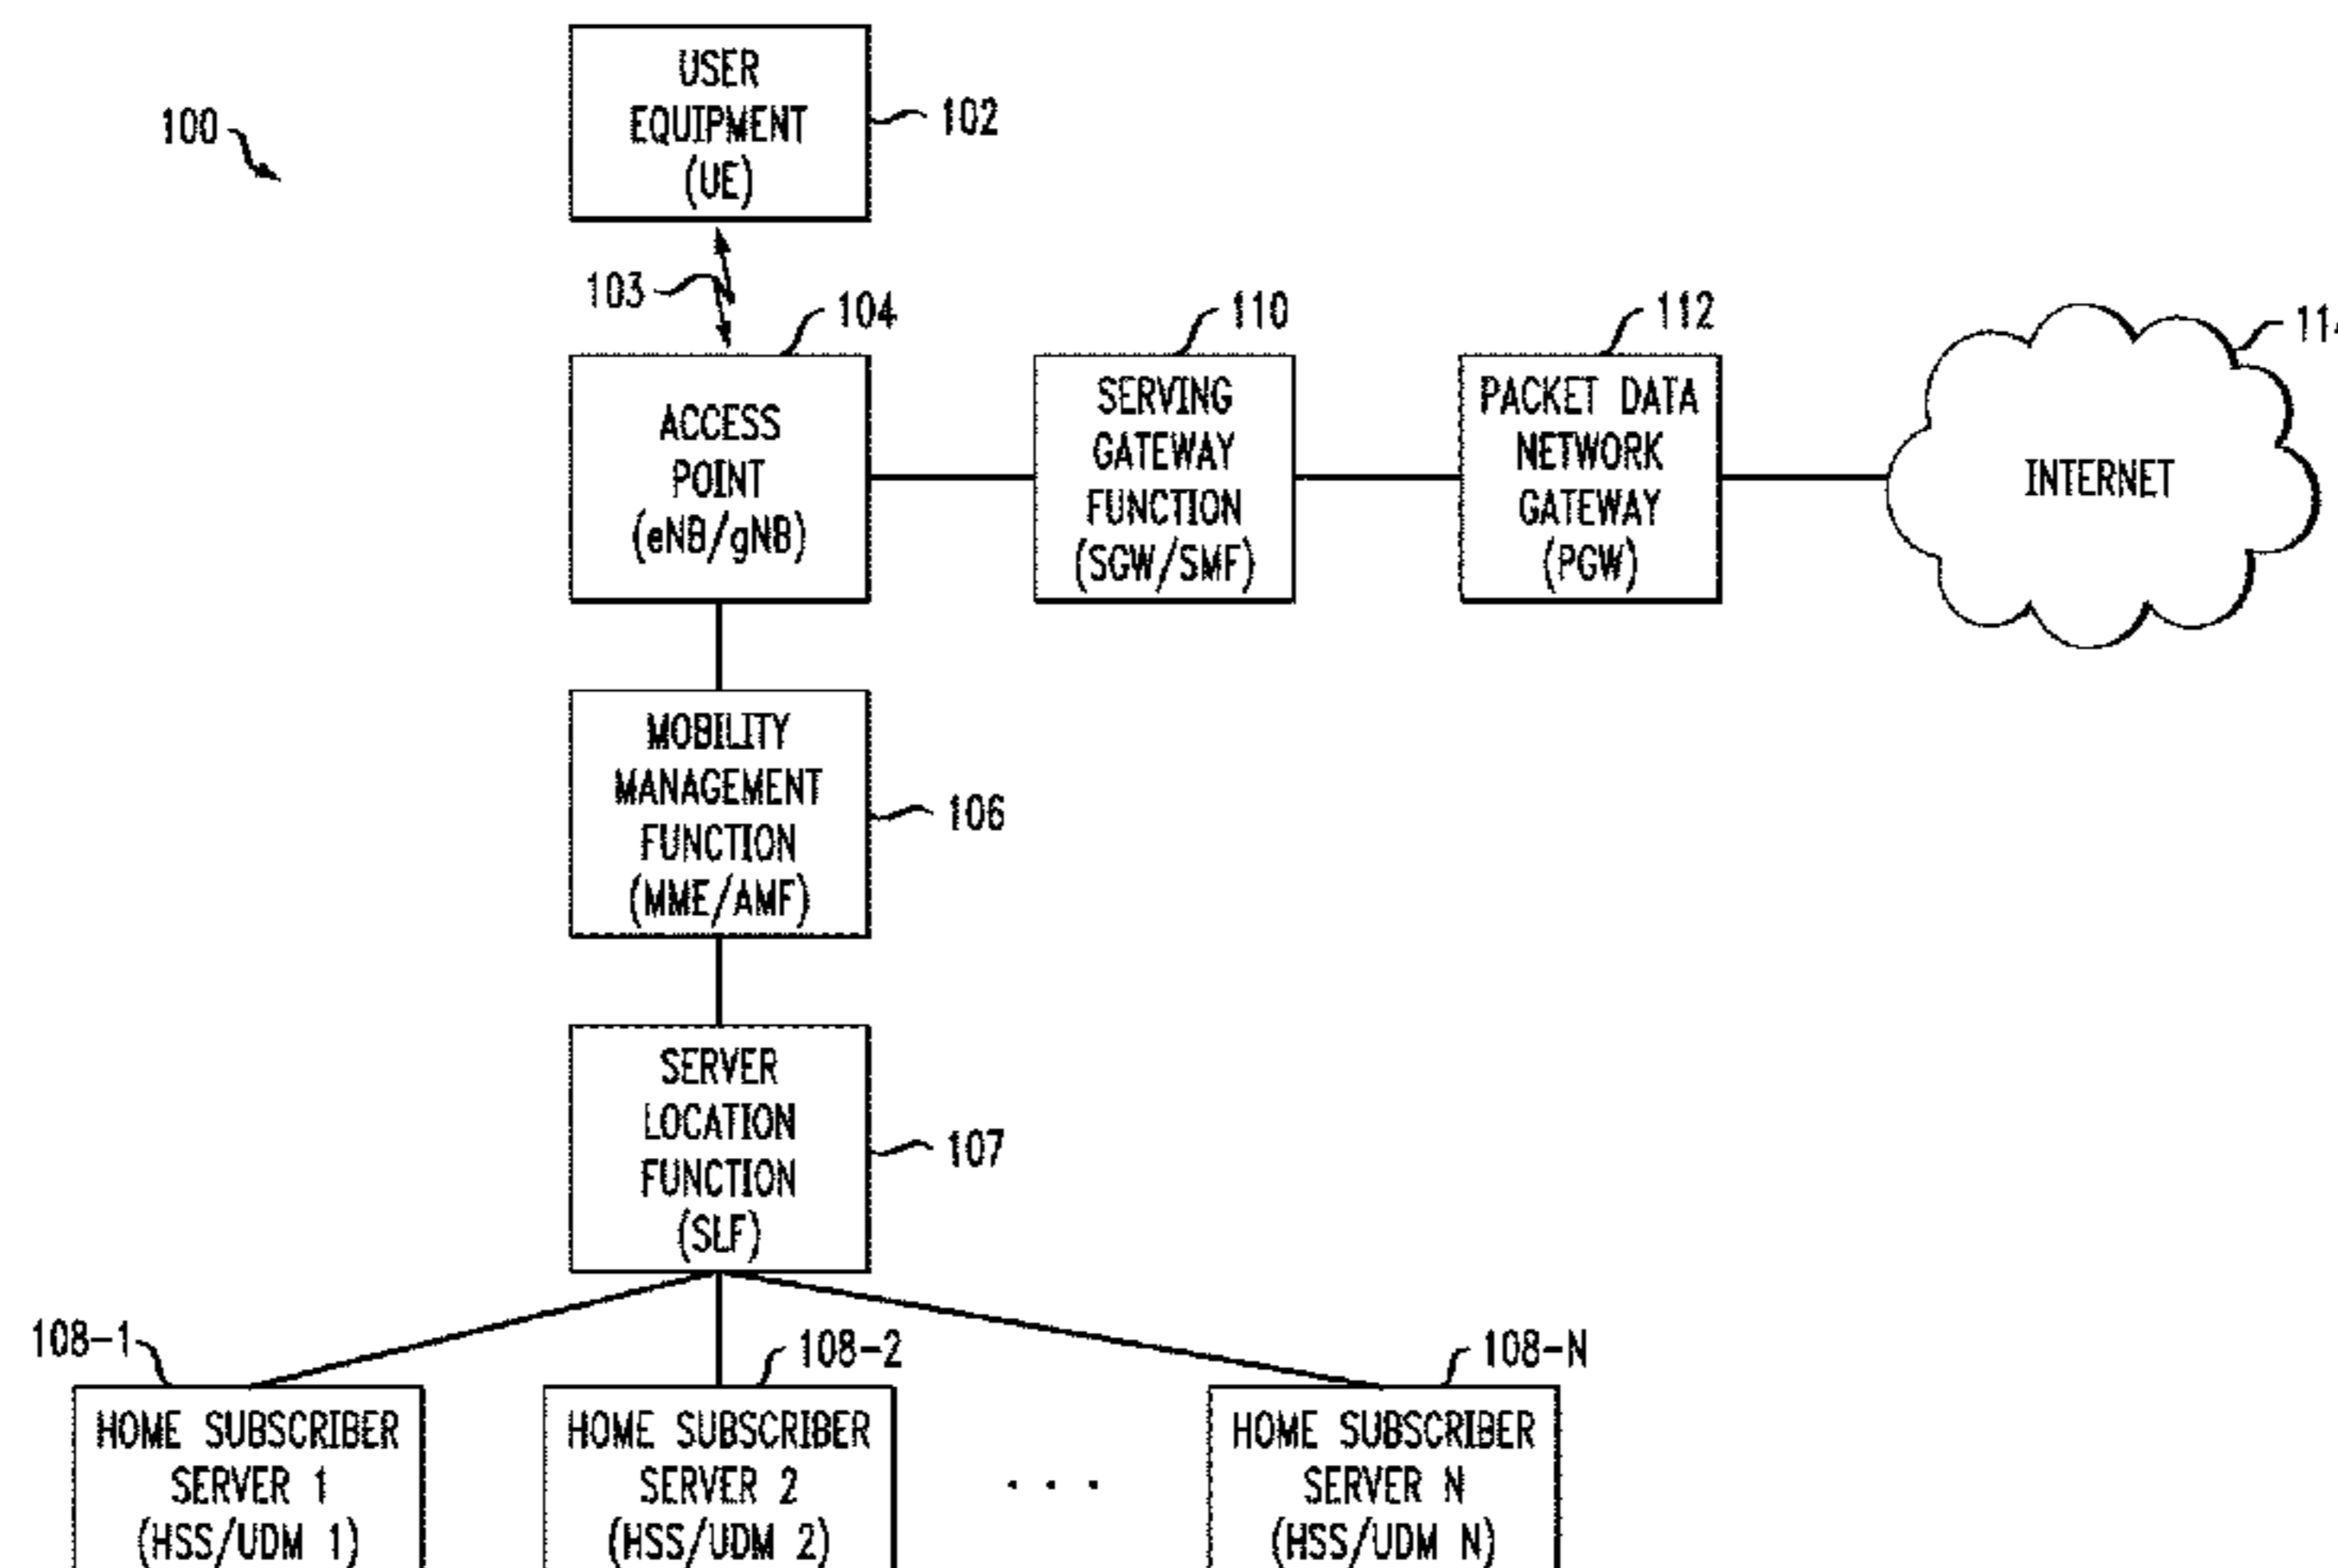 USER
EQUIPMENT
(UE)
100
102
103
104
110
112
ACCESS
POINT
(eNB/gNB)
SERVING
GATEWAY
FUNCTION
(SGW/SMF)
PACKET DATA
NETWORK
GATEWAY
(PGW)
INTERNET
MOBILITY
MANAGEMENT
FUNCTION
(MME/AMF)
106
SERVER
LOCATION
FUNCTION
(SLF)
107
108-1
108-2
108-N
HOME SUBSCRIBER
SERVER 1
(HSS/UDM 1)
HOME SUBSCRIBER
SERVER 2
(HSS/UDM 2)
. . .
HOME SUBSCRIBER
SERVER N
(HSS/UDM N)